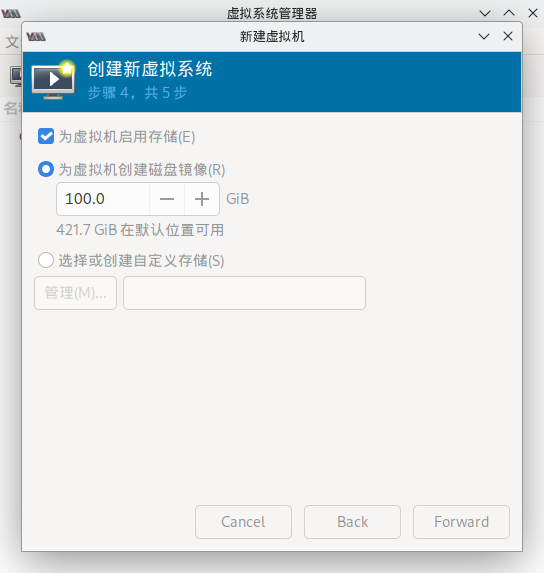 虚拟系统管理器
新建虚拟机
创建新虚拟系统
步骤 4，共 5 步
为虚拟机启用存储(E)
为虚拟机创建磁盘镜像(R)
100.0 GiB
421.7 GiB 在默认位置可用
选择或创建自定义存储(S)
管理(M)...
Cancel Back Forward